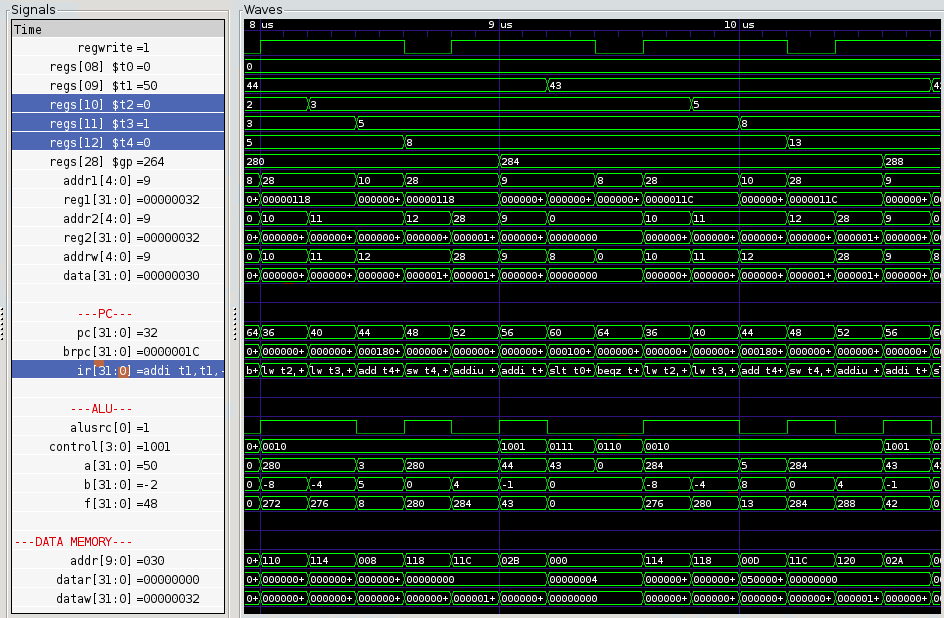 Signals Waves
Time 8 us 9 us 10 us
regwrite =1
regs[08] $t0=0 0
regs[09] $t1=50 44 43 42
regs[10] $t2=0 2 3 5
regs[11] $t3=1 3 5 8
regs[12] $t4=0 5 8 13
regs[28] $gp=264 280 284 288
addr1[4:0] =9 8 28 10 28 9 8 28 10 28 9
reg1[31:0] =00000032 0+ 00000118 000000+ 00000118 000000+ 000000+ 000000+ 0000011C 000000+ 0000011C 000000+ 0+
addr2[4:0] =9 0 10 11 12 28 9 0 10 11 12 28 9 0
reg2[31:0] =00000032 0+ 000000+ 000000+ 000000+ 000000+ 000001+ 000000+ 00000000 000000+ 000000+ 000000+ 000000+ 000001+ 000000+ 0+
addrw[4:0] =9 0 10 11 12 28 9 8 0 10 11 12 28 9 8
data[31:0] =00000030 0+ 000000+ 000000+ 000000+ 000001+ 000001+ 000000+ 00000000 000000+ 000000+ 000000+ 000001+ 000001+ 000000+ 0+
---PC---
pc[31:0] =32 64 36 40 44 48 52 56 60 64 36 40 44 48 52 56 6
brpc[31:0] =0000001C 0+ 000000+ 000000+ 000180+ 000000+ 000000+ 000000+ 000100+ 000000+ 000000+ 000000+ 000180+ 000000+ 000000+ 000000+ 0
ir[31:0] =addi t1,t1,- b+ lw t2,+ lw t3,+ add t4+ sw t4,+ addiu + addi t+ slt t0+ beqz t+ lw t2,+ lw t3,+ add t4+ sw t4,+ addiu + addi t+ s
---ALU---
alusrc[0] =1
control[3:0] =1001 0+ 0010 1001 0111 0110 0010 1001 0
a[31:0] =50 0 280 3 280 44 43 0 284 5 284 43 4
b[31:0] =-2 0 -8 -4 5 0 4 -1 0 -8 -4 8 0 4 -1 0
f[31:0] =48 0 272 276 8 280 284 43 0 276 280 13 284 288 42 0
---DATA MEMORY---
addr[9:0] =030 0+ 110 114 008 118 11C 02B 000 114 118 00D 11C 120 02A 0
datar[31:0] =00000000 0+ 000000+ 000000+ 000000+ 00000000 00000004 000000+ 000000+ 050000+ 00000000 0
dataw[31:0] =00000032 0+ 000000+ 000000+ 000000+ 000000+ 000001+ 000000+ 00000000 000000+ 000000+ 000000+ 000000+ 000001+ 000000+ 0